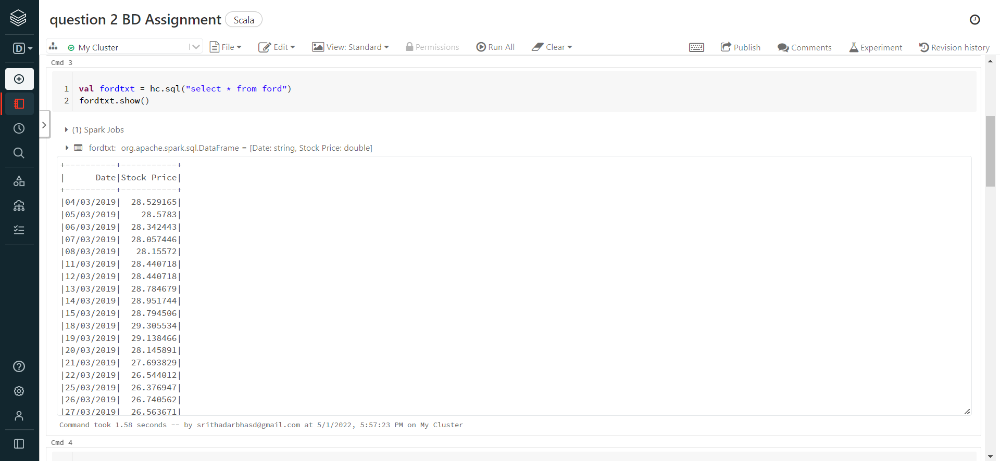 question 2 BD Assignment Scala
D My Cluster File Edit View: Standard Permissions Run All Clear Publish Comments Experiment Revision history
Cmd 3
1 val fordtxt = hc.sql("select * from ford")
2 fordtxt.show()
(1) Spark Jobs
fordtxt: org.apache.spark.sql.DataFrame = [Date: string, Stock Price: double]
+----------+-----------+
|      Date|Stock Price|
+----------+-----------+
|04/03/2019|  28.529165|
|05/03/2019|    28.5783|
|06/03/2019|  28.342443|
|07/03/2019|  28.057446|
|08/03/2019|   28.15572|
|11/03/2019|  28.440718|
|12/03/2019|  28.440718|
|13/03/2019|  28.784679|
|14/03/2019|  28.951744|
|15/03/2019|  28.794506|
|18/03/2019|  29.305534|
|19/03/2019|  29.138466|
|20/03/2019|  28.145891|
|21/03/2019|  27.693829|
|22/03/2019|  26.544012|
|25/03/2019|  26.376947|
|26/03/2019|  26.740562|
|27/03/2019|  26.563671|
Command took 1.58 seconds -- by srithadarbhasd@gmail.com at 5/1/2022, 5:57:23 PM on My Cluster
Cmd 4